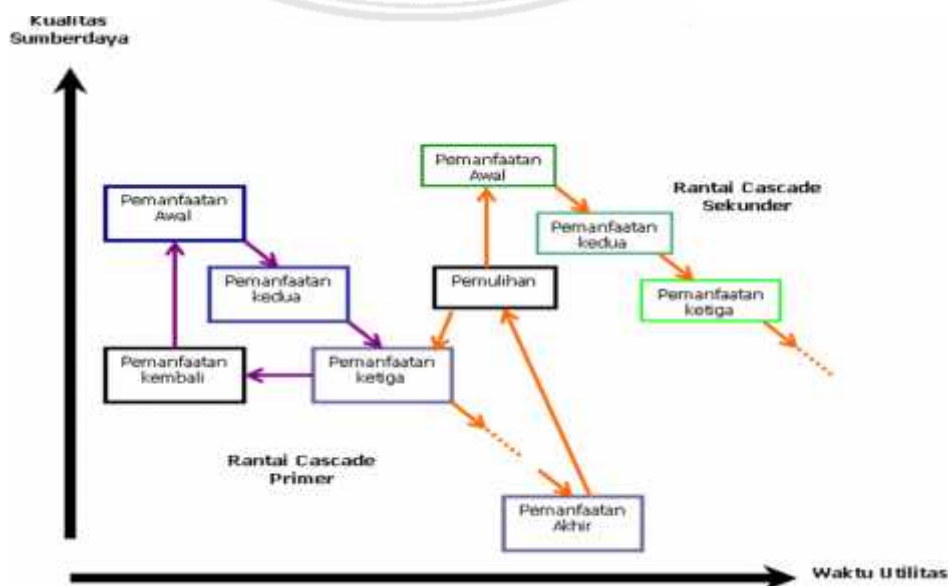 Kualitas
Sumberdaya
Pemanfaatan
Awal
Pemanfaatan
kedua
Pemanfaatan
ketiga
Pemanfaatan
kembali
Rantai Cascade
Primer
Pemanfaatan
Akhir
Pemulihan
Pemanfaatan
Awal
Pemanfaatan
kedua
Pemanfaatan
ketiga
Rantai Cascade
Sekunder
Waktu Utilitas